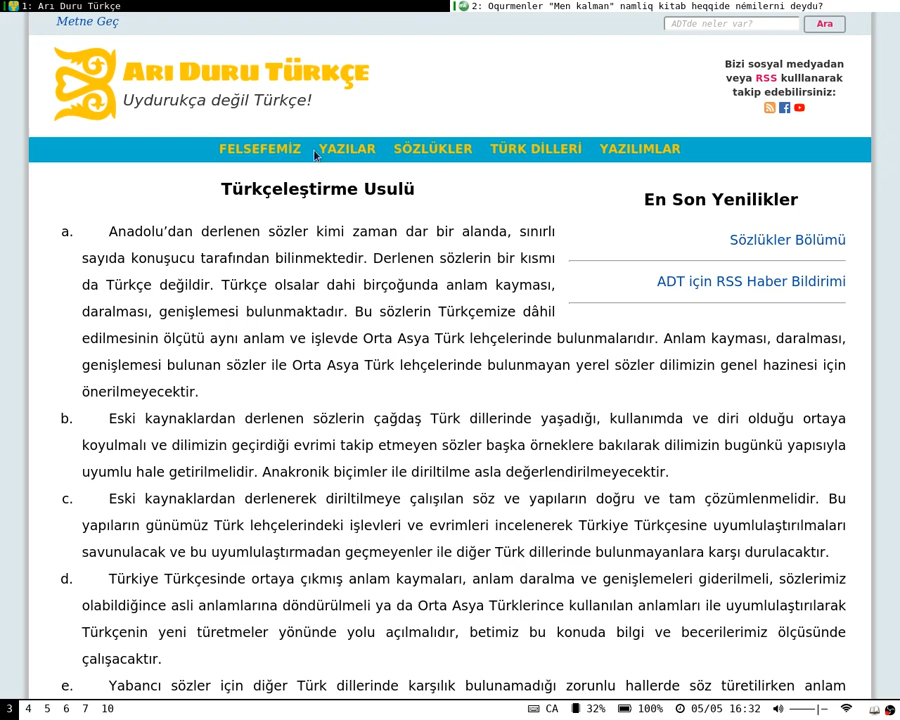 1: Arı Duru Türkçe
2: Oqurmenler "Men kalman" namliq kitab heqqide némilerni deydu?
Metne Geç
ADTde neler var?
Ara
ARI DURU TÜRKÇE
Uydurukça değil Türkçe!
Bizi sosyal medyadan
veya RSS kulllanarak
takip edebilirsiniz:
FELSEFEMİZ YAZILAR SÖZLÜKLER TÜRK DİLLERİ YAZILIMLAR
Türkçeleştirme Usulü
En Son Yenilikler
Sözlükler Bölümü
ADT için RSS Haber Bildirimi
a. Anadolu’dan derlenen sözler kimi zaman dar bir alanda, sınırlı
sayıda konuşucu tarafından bilinmektedir. Derlenen sözlerin bir kısmı
da Türkçe değildir. Türkçe olsalar dahi birçoğunda anlam kayması,
daralması, genişlemesi bulunmaktadır. Bu sözlerin Türkçemize dâhil
edilmesinin ölçütü aynı anlam ve işlevde Orta Asya Türk lehçelerinde bulunmalarıdır. Anlam kayması, daralması,
genişlemesi bulunan sözler ile Orta Asya Türk lehçelerinde bulunmayan yerel sözler dilimizin genel hazinesi için
önerilmeyecektir.
b. Eski kaynaklardan derlenen sözlerin çağdaş Türk dillerinde yaşadığı, kullanımda ve diri olduğu ortaya
koyulmalı ve dilimizin geçirdiği evrimi takip etmeyen sözler başka örneklere bakılarak dilimizin bugünkü yapısıyla
uyumlu hale getirilmelidir. Anakronik biçimler ile diriltilme asla değerlendirilmeyecektir.
c. Eski kaynaklardan derlenerek diriltilmeye çalışılan söz ve yapıların doğru ve tam çözümlenmelidir. Bu
yapıların günümüz Türk lehçelerindeki işlevleri ve evrimleri incelenerek Türkiye Türkçesine uyumlulaştırılmaları
savunulacak ve bu uyumlulaştırmadan geçmeyenler ile diğer Türk dillerinde bulunmayanlara karşı durulacaktır.
d. Türkiye Türkçesinde ortaya çıkmış anlam kaymaları, anlam daralma ve genişlemeleri giderilmeli, sözlerimiz
olabildiğince asli anlamlarına döndürülmeli ya da Orta Asya Türklerince kullanılan anlamları ile uyumlulaştırılarak
Türkçenin yeni türetmeler yönünde yolu açılmalıdır, betimiz bu konuda bilgi ve becerilerimiz ölçüsünde
çalışacaktır.
e. Yabancı sözler için diğer Türk dillerinde karşılık bulunamadığı zorunlu hallerde söz türetilirken anlam
3 4 5 6 7 10
CA 32% 100% 05/05 16:32